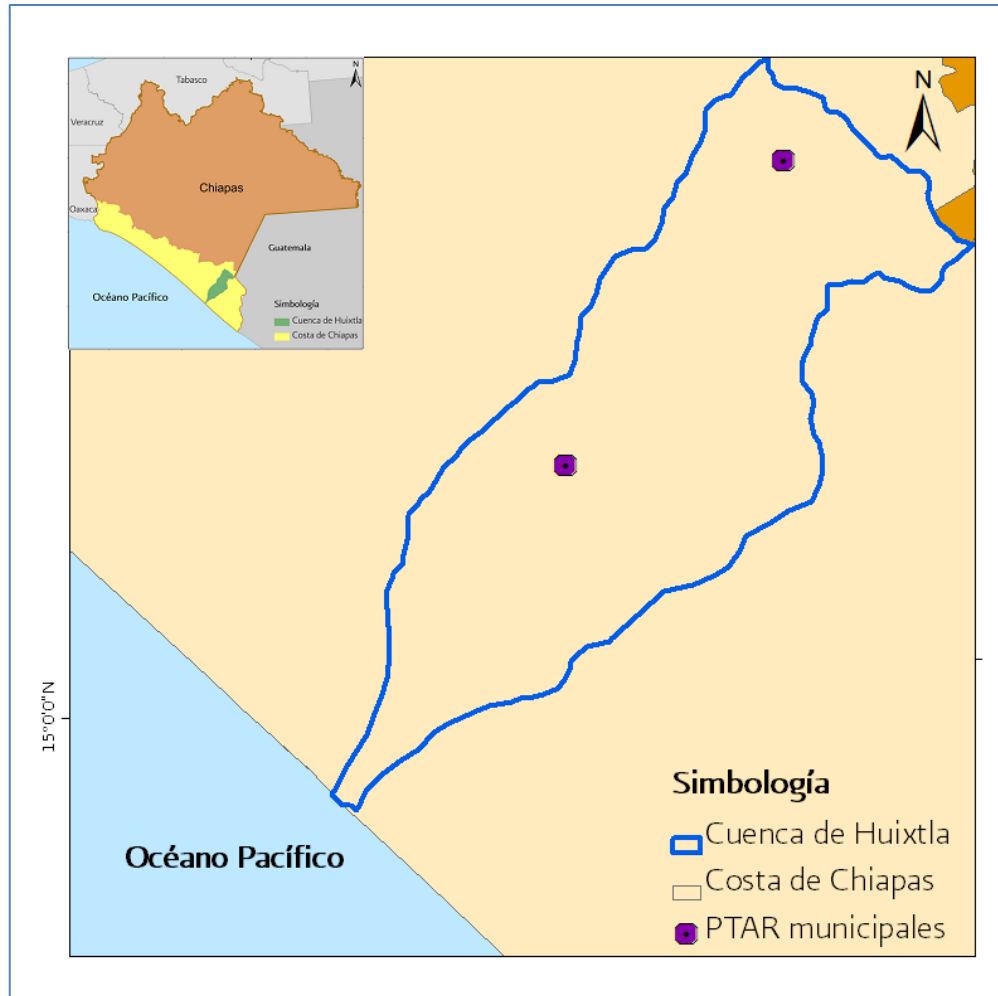 Tabasco
N
Veracruz
Chiapas
Oaxaca
Guatemala
Océano Pacífico
Simbología
Cuenca de Huixtla
Costa de Chiapas
N
15°0'0"N
Océano Pacífico
Simbología
Cuenca de Huixtla
Costa de Chiapas
PTAR municipales